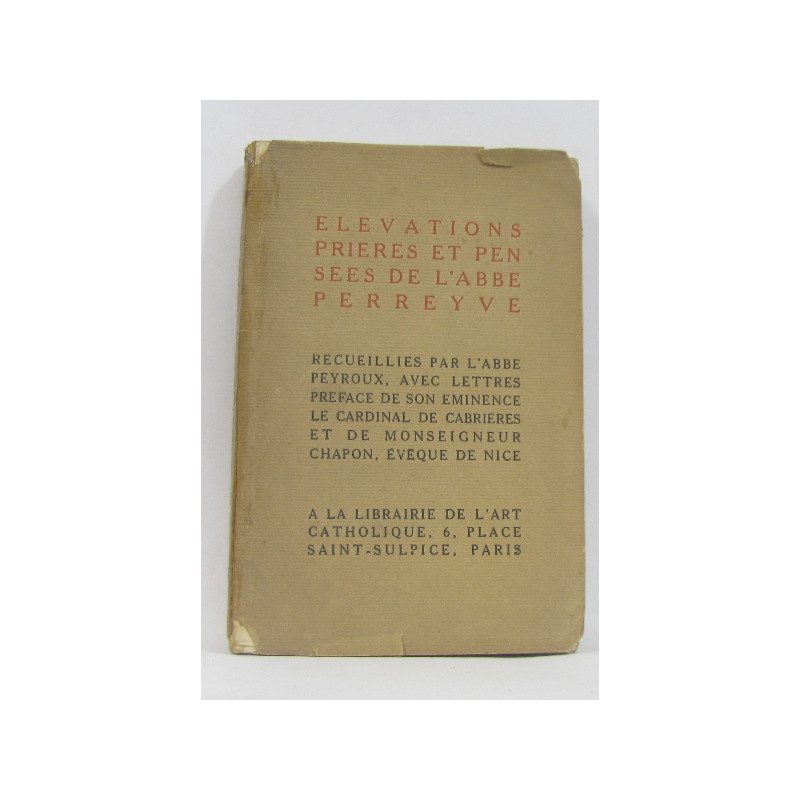 ELEVATIONS
PRIERES ET PEN
SEES DE L'ABBE
PERREYVE
RECUEILLIES PAR L'ABBE
PEYROUX, AVEC LETTRES
PREFACE DE SON EMINENCE
LE CARDINAL DE CABRIERES
ET DE MONSEIGNEUR
CHAPON, ÉVÊQUE DE NICE
A LA LIBRAIRIE DE L'ART
CATHOLIQUE, 6, PLACE
SAINT-SULPICE, PARIS